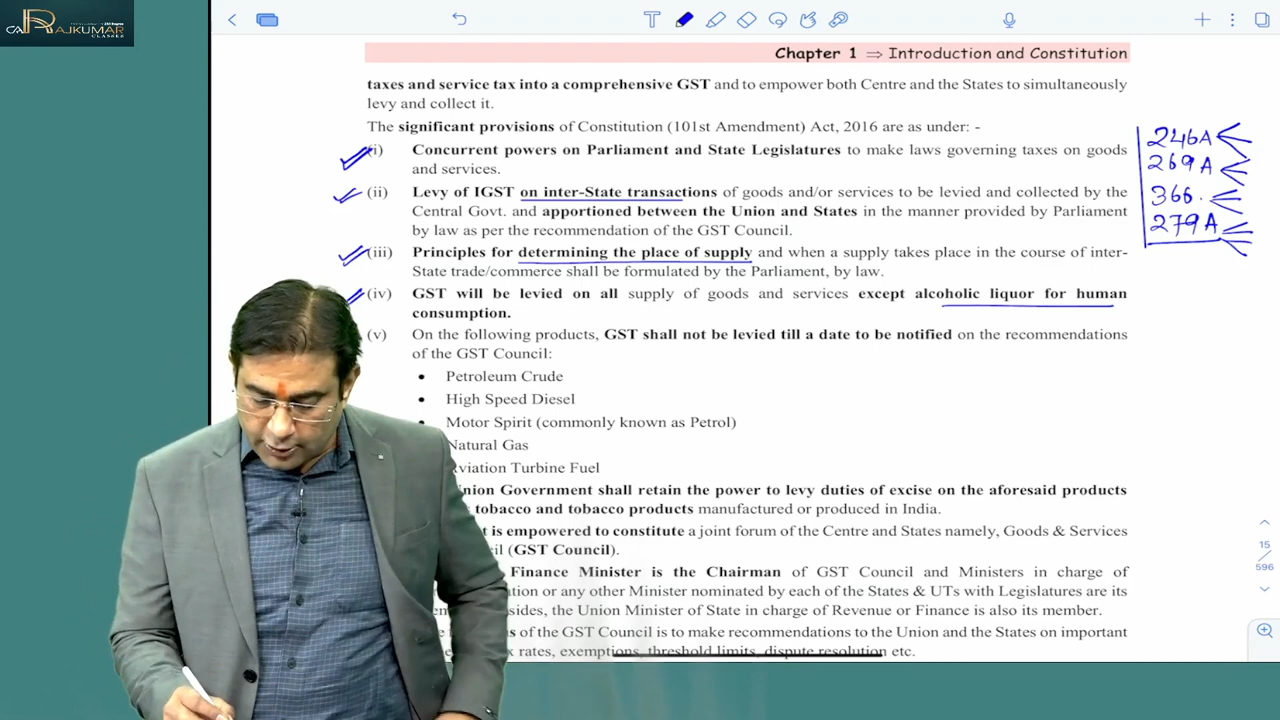 CA RAJKUMAR
CLASSES
Chapter 1 ⇒ Introduction and Constitution
taxes and service tax into a comprehensive GST and to empower both Centre and the States to simultaneously
levy and collect it.
The significant provisions of Constitution (101st Amendment) Act, 2016 are as under: -
(i) Concurrent powers on Parliament and State Legislatures to make laws governing taxes on goods
and services.
(ii) Levy of IGST on inter-State transactions of goods and/or services to be levied and collected by the
Central Govt. and apportioned between the Union and States in the manner provided by Parliament
by law as per the recommendation of the GST Council.
(iii) Principles for determining the place of supply and when a supply takes place in the course of inter-
State trade/commerce shall be formulated by the Parliament, by law.
(iv) GST will be levied on all supply of goods and services except alcoholic liquor for human
consumption.
(v) On the following products, GST shall not be levied till a date to be notified on the recommendations
of the GST Council:
• Petroleum Crude
• High Speed Diesel
• Motor Spirit (commonly known as Petrol)
Natural Gas
Aviation Turbine Fuel
nion Government shall retain the power to levy duties of excise on the aforesaid products
tobacco and tobacco products manufactured or produced in India.
t is empowered to constitute a joint forum of the Centre and States namely, Goods & Services
cil (GST Council).
Finance Minister is the Chairman of GST Council and Ministers in charge of
tion or any other Minister nominated by each of the States & UTs with Legislatures are its
sides, the Union Minister of State in charge of Revenue or Finance is also its member.
s of the GST Council is to make recommendations to the Union and the States on important
x rates, exemptions, threshold limits, dispute resolution etc.
246A
269A
366.
279A
15
596